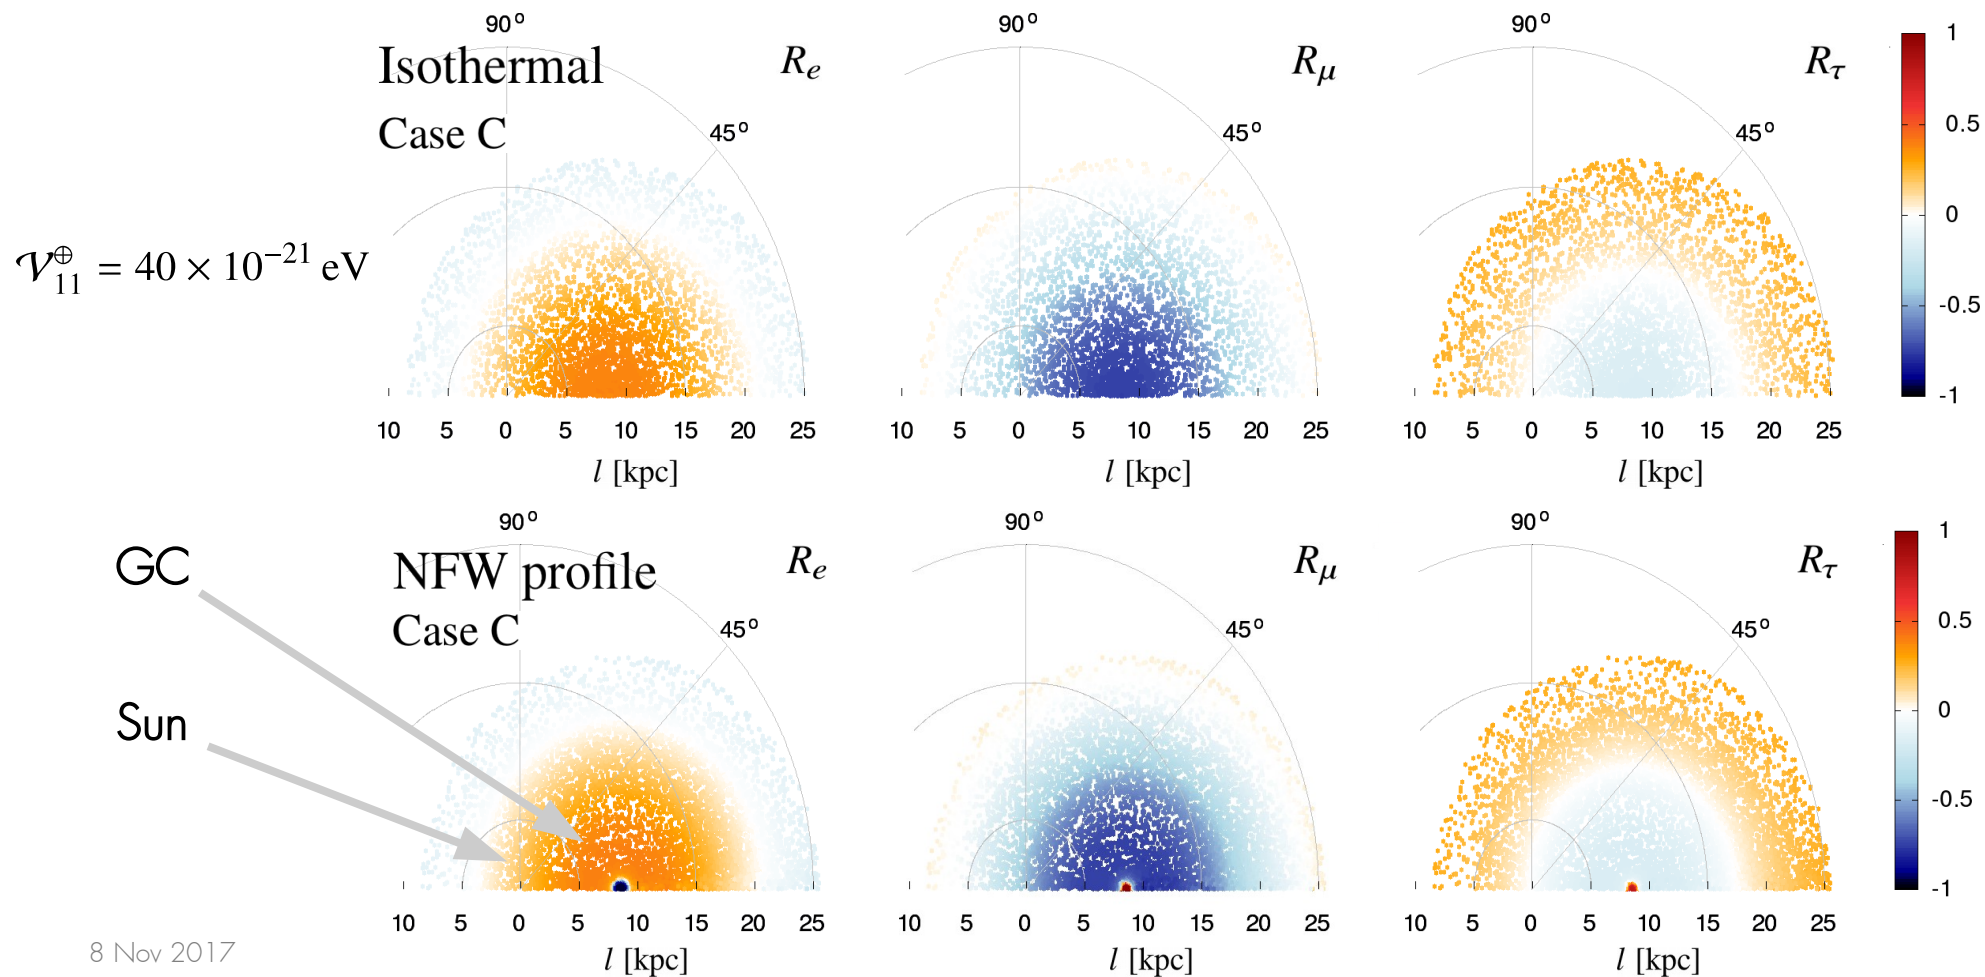 90°
90°
90°
Isothermal
R_e
R_μ
R_τ
1
Case C
45°
45°
45°
0.5
0
𝒱₁₁^⊕ = 40 × 10⁻²¹ eV
-0.5
-1
10 5 0 5 10 15 20 25
10 5 0 5 10 15 20 25
10 5 0 5 10 15 20 25
l [kpc]
l [kpc]
l [kpc]
90°
90°
90°
GC
NFW profile
R_e
R_μ
R_τ
1
Case C
45°
45°
45°
0.5
Sun
0
-0.5
-1
10 5 0 5 10 15 20 25
10 5 0 5 10 15 20 25
10 5 0 5 10 15 20 25
8 Nov 2017
l [kpc]
l [kpc]
l [kpc]